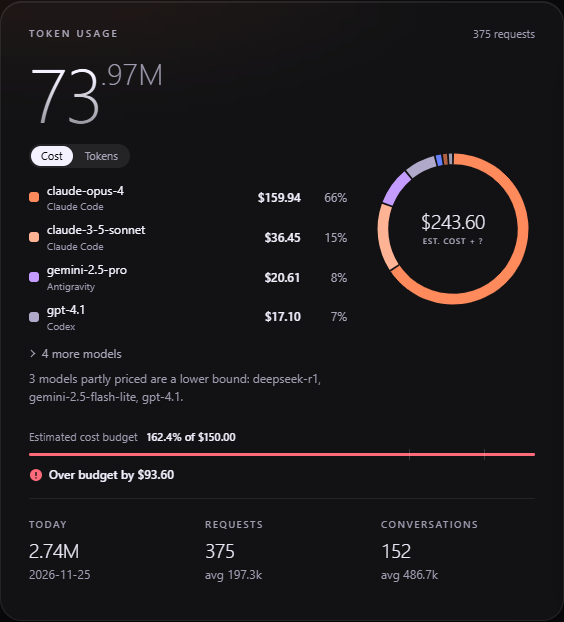 TOKEN USAGE
375 requests
73.97M
Cost Tokens
claude-opus-4
Claude Code
$159.94 66%
claude-3-5-sonnet
Claude Code
$36.45 15%
gemini-2.5-pro
Antigravity
$20.61 8%
gpt-4.1
Codex
$17.10 7%
4 more models
3 models partly priced are a lower bound: deepseek-r1,
gemini-2.5-flash-lite, gpt-4.1.
$243.60
EST. COST + ?
Estimated cost budget 162.4% of $150.00
Over budget by $93.60
TODAY
2.74M
2026-11-25
REQUESTS
375
avg 197.3k
CONVERSATIONS
152
avg 486.7k